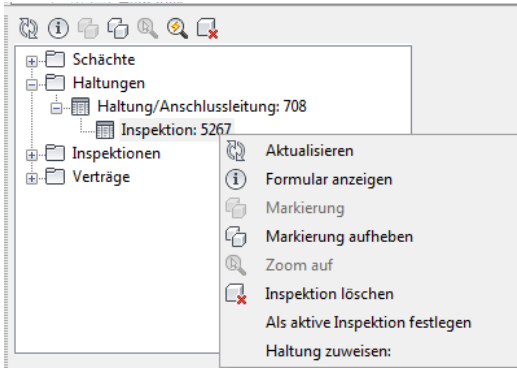 Schächte
Haltungen
Haltung/Anschlussleitung: 708
Inspektion: 5267
Inspektionen
Verträge
Aktualisieren
Formular anzeigen
Markierung
Markierung aufheben
Zoom auf
Inspektion löschen
Als aktive Inspektion festlegen
Haltung zuweisen: